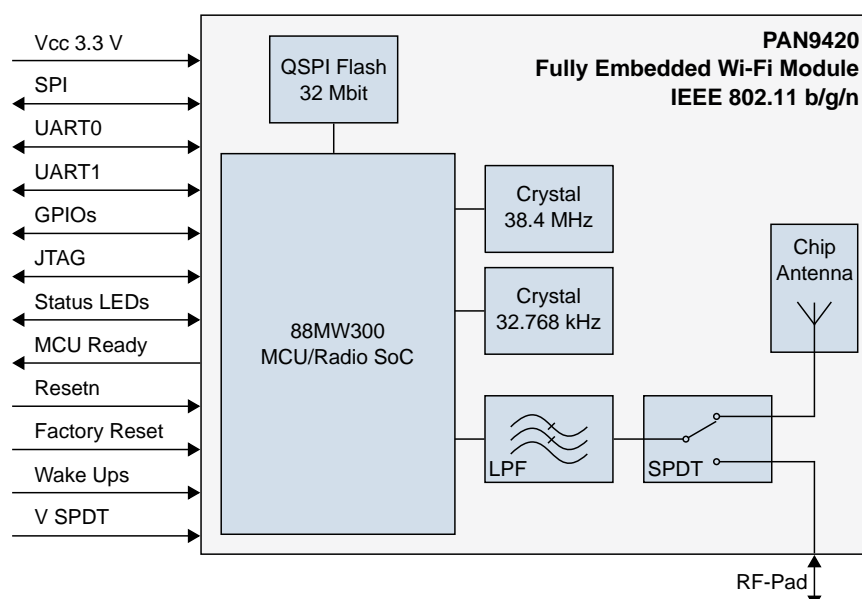 Vcc 3.3 V
SPI
UART0
UART1
GPIOs
JTAG
Status LEDs
MCU Ready
Resetn
Factory Reset
Wake Ups
V SPDT
QSPI Flash
32 Mbit
PAN9420
Fully Embedded Wi-Fi Module
IEEE 802.11 b/g/n
88MW300
MCU/Radio SoC
Crystal
38.4 MHz
Crystal
32.768 kHz
Chip
Antenna
LPF
SPDT
RF-Pad